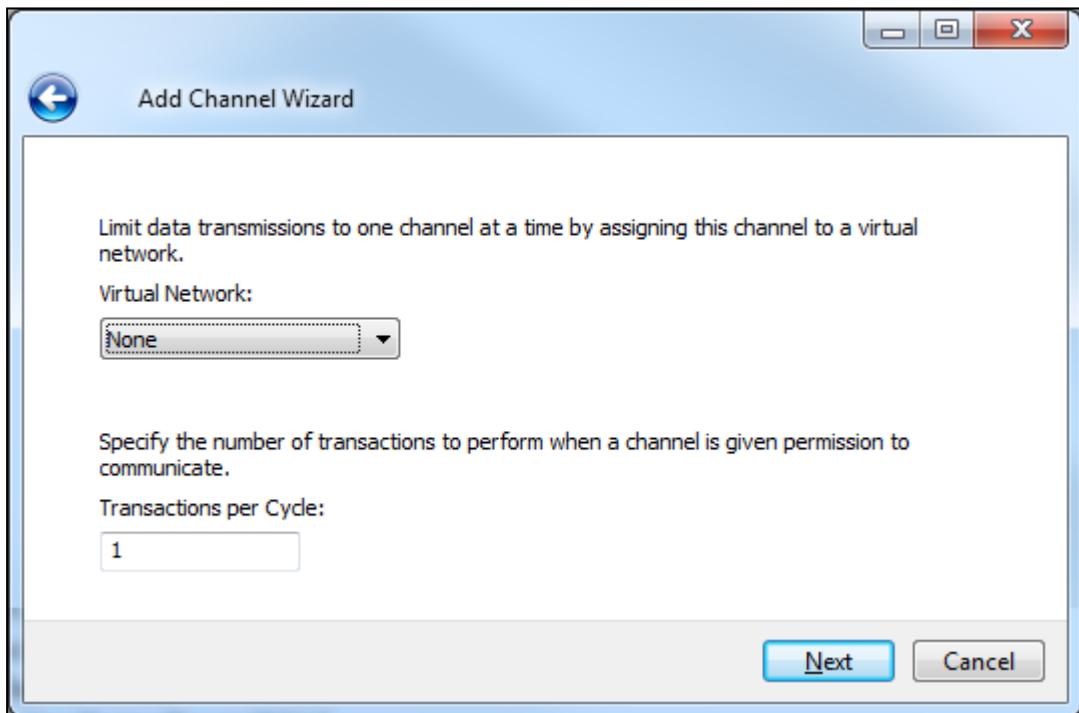 Add Channel Wizard
Limit data transmissions to one channel at a time by assigning this channel to a virtual
network.
Virtual Network:
None
Specify the number of transactions to perform when a channel is given permission to
communicate.
Transactions per Cycle:
1
Next
Cancel